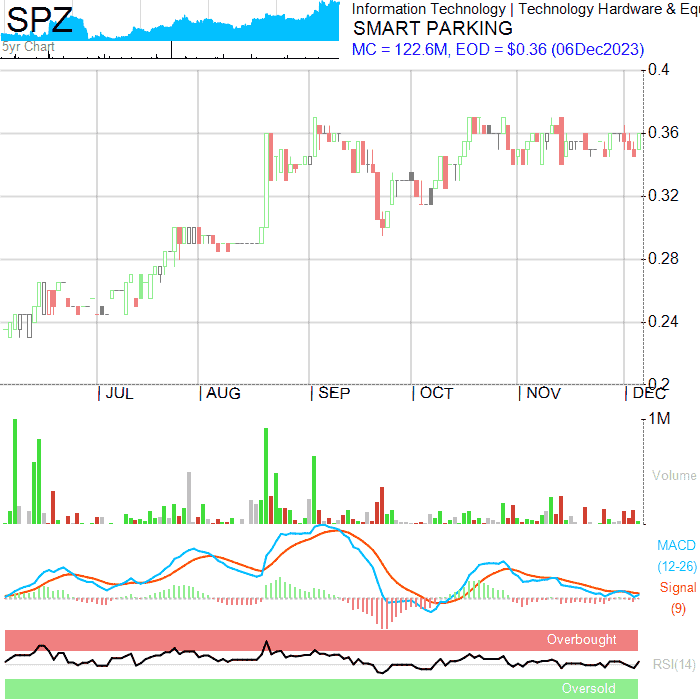 SPZ
5yr Chart
Information Technology | Technology Hardware & Equ
SMART PARKING
MC = 122.6M, EOD = $0.36 (06Dec2023)
0.4
0.36
0.32
0.28
0.24
0.2
JUL AUG SEP OCT NOV DEC
1M
Volume
MACD
(12-26)
Signal
(9)
Overbought
RSI(14)
Oversold